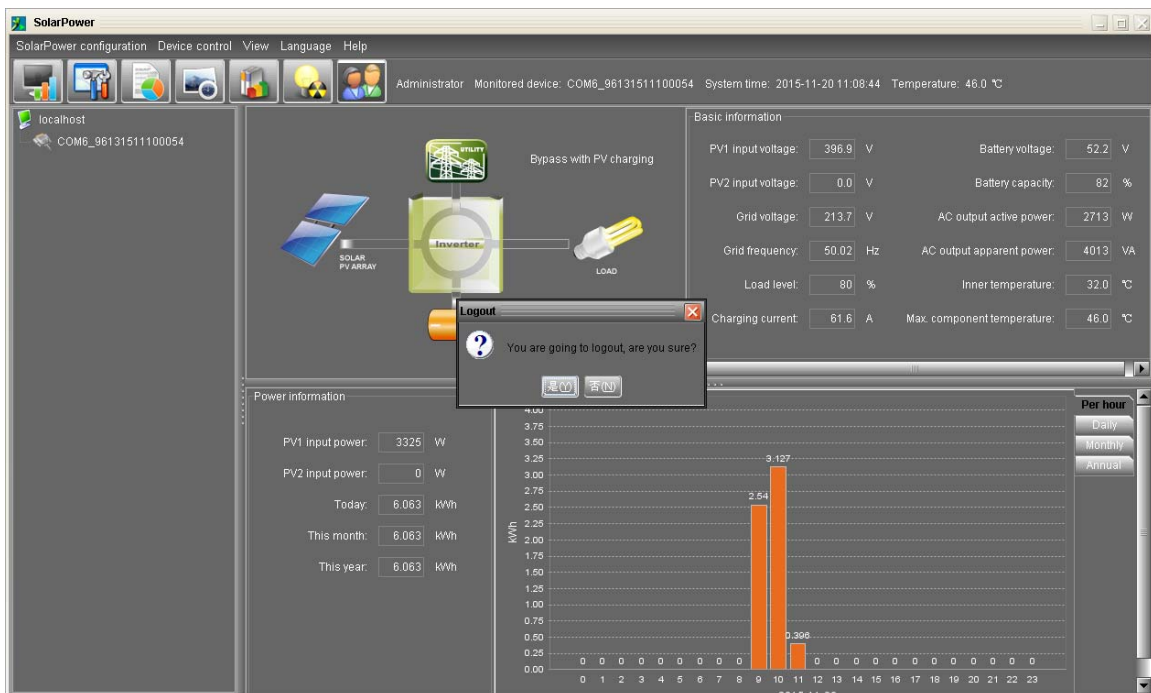 SolarPower
SolarPower configuration Device control View Language Help
Administrator Monitored device: COM6_96131511100054 System time: 2015-11-20 11:08:44 Temperature: 46.0 ℃
localhost
COM6_96131511100054
UTILITY
Bypass with PV charging
SOLAR
PV ARRAY
Inverter
LOAD
Basic information
PV1 input voltage: 396.9 V Battery voltage: 52.2 V
PV2 input voltage: 0.0 V Battery capacity: 82 %
Grid voltage: 213.7 V AC output active power: 2713 W
Grid frequency: 50.02 Hz AC output apparent power: 4013 VA
Load level: 80 % Inner temperature: 32.0 ℃
Charging current: 61.6 A Max. component temperature: 46.0 ℃
Logout
You are going to logout, are you sure?
是(Y) 否(N)
Power information
PV1 input power: 3325 W
PV2 input power: 0 W
Today: 6.063 kWh
This month: 6.063 kWh
This year: 6.063 kWh
kWh
4.00
3.75
3.50
3.25
3.00
2.75
2.50
2.25
2.00
1.75
1.50
1.25
1.00
0.75
0.50
0.25
0.00
0 0 0 0 0 0 0 0 0 2.54 3.127 0.396 0 0 0 0 0 0 0 0 0 0 0 0
0 1 2 3 4 5 6 7 8 9 10 11 12 13 14 15 16 17 18 19 20 21 22 23
Per hour
Daily
Monthly
Annual